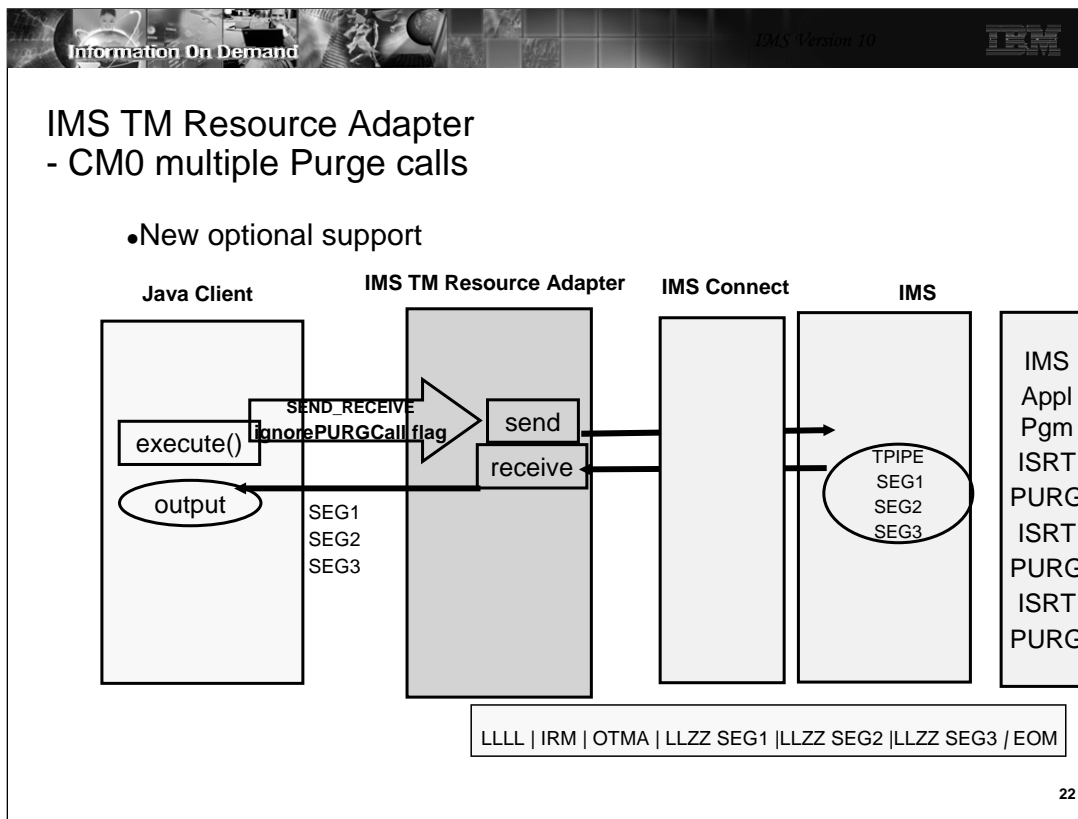 Information On Demand
IMS Version 10
IBM
IMS TM Resource Adapter
- CM0 multiple Purge calls
•New optional support
Java Client
IMS TM Resource Adapter
IMS Connect
IMS
SEND_RECEIVE
ignorePURGCall flag
execute()
send
receive
output
SEG1
SEG2
SEG3
TPIPE
SEG1
SEG2
SEG3
IMS
Appl
Pgm
ISRT
PURG
ISRT
PURG
ISRT
PURG
LLLL | IRM | OTMA | LLZZ SEG1 |LLZZ SEG2 |LLZZ SEG3 / EOM
22